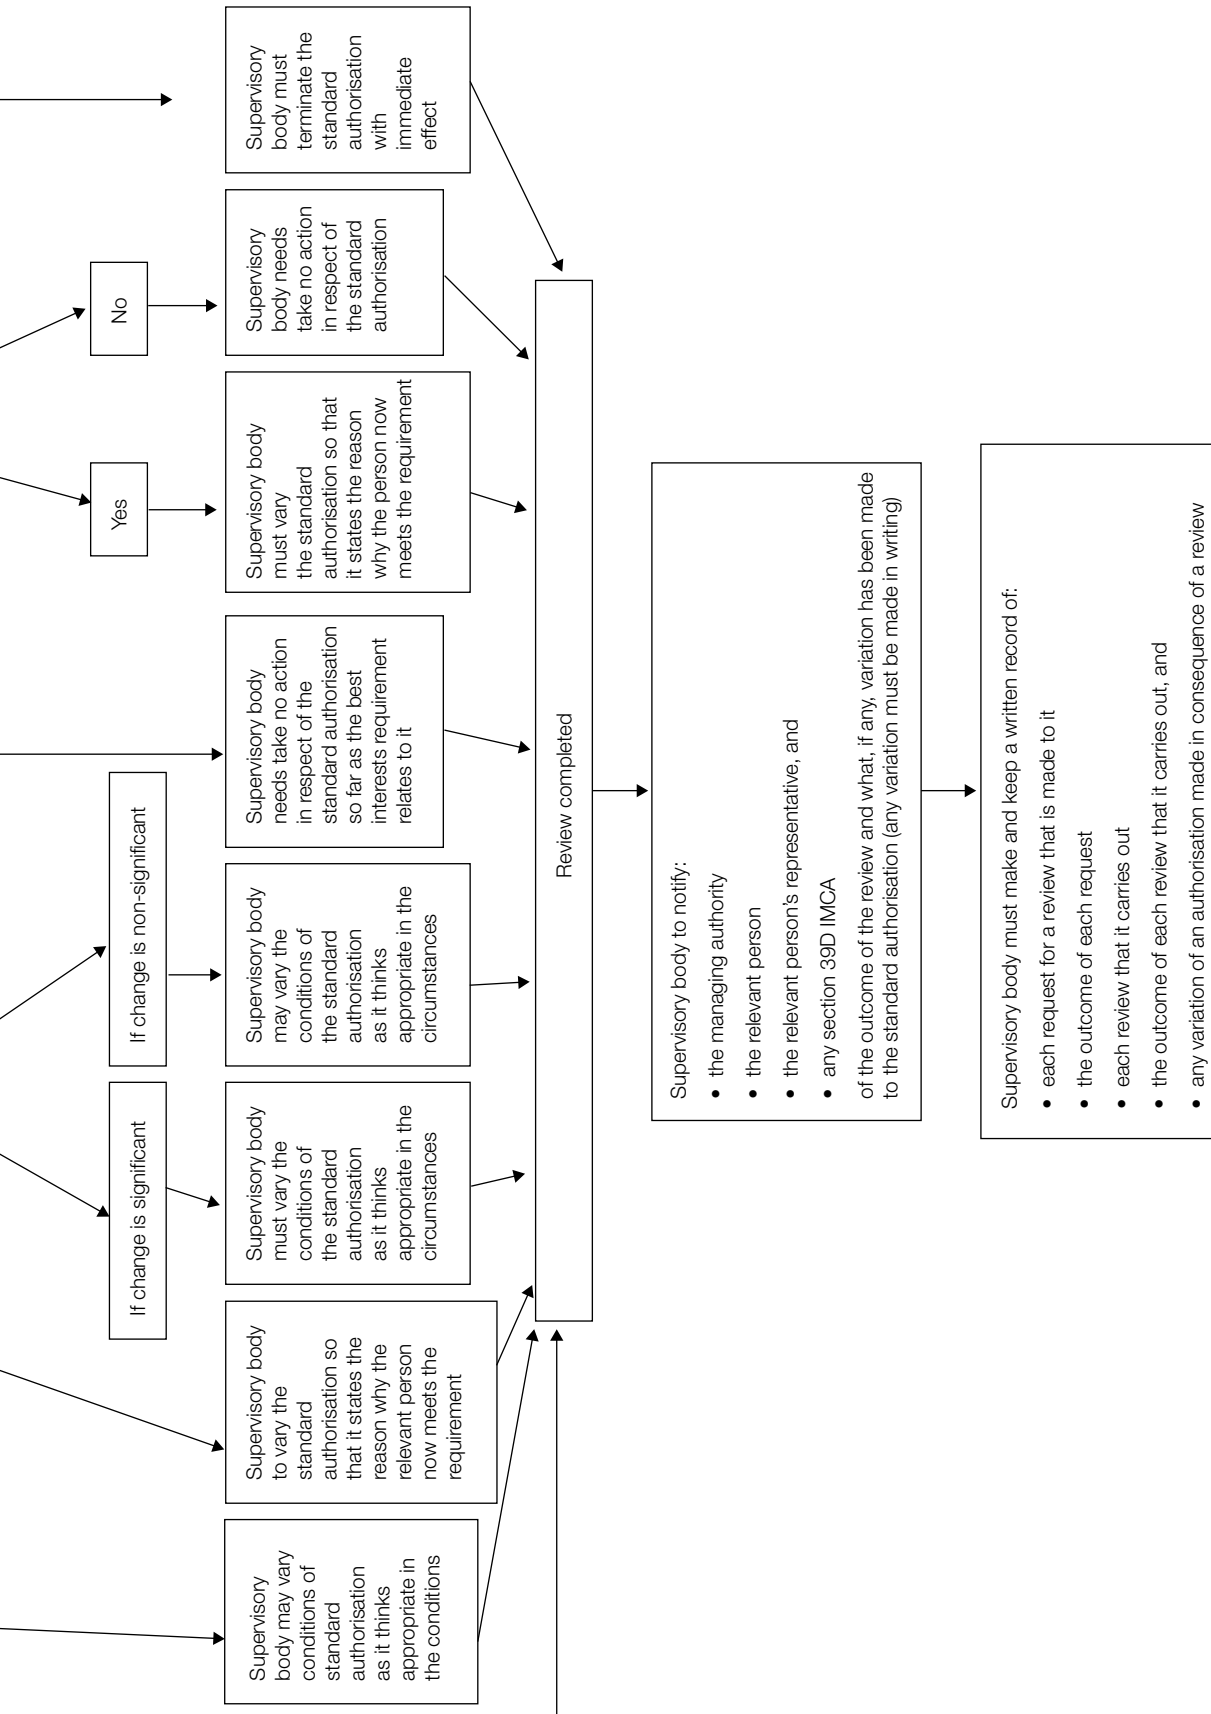 If change is significant
If change is non-significant
Yes
No
Supervisory
body may vary
conditions of
standard
authorisation
as it thinks
appropriate in
the conditions
Supervisory body
to vary the
standard
authorisation so
that it states the
reason why the
relevant person
now meets the
requirement
Supervisory body
must vary the
conditions of
the standard
authorisation
as it thinks
appropriate in the
circumstances
Supervisory body
may vary the
conditions of
the standard
authorisation
as it thinks
appropriate in the
circumstances
Supervisory body
needs take no action
in respect of the
standard authorisation
so far as the best
interests requirement
relates to it
Supervisory body
must vary
the standard
authorisation so that
it states the reason
why the person now
meets the requirement
Supervisory
body needs
take no action
in respect of
the standard
authorisation
Supervisory
body must
terminate the
standard
authorisation
with
immediate
effect
Review completed
Supervisory body to notify:
• the managing authority
• the relevant person
• the relevant person's representative, and
• any section 39D IMCA
of the outcome of the review and what, if any, variation has been made
to the standard authorisation (any variation must be made in writing)
Supervisory body must make and keep a written record of:
• each request for a review that is made to it
• the outcome of each request
• each review that it carries out
• the outcome of each review that it carries out, and
• any variation of an authorisation made in consequence of a review